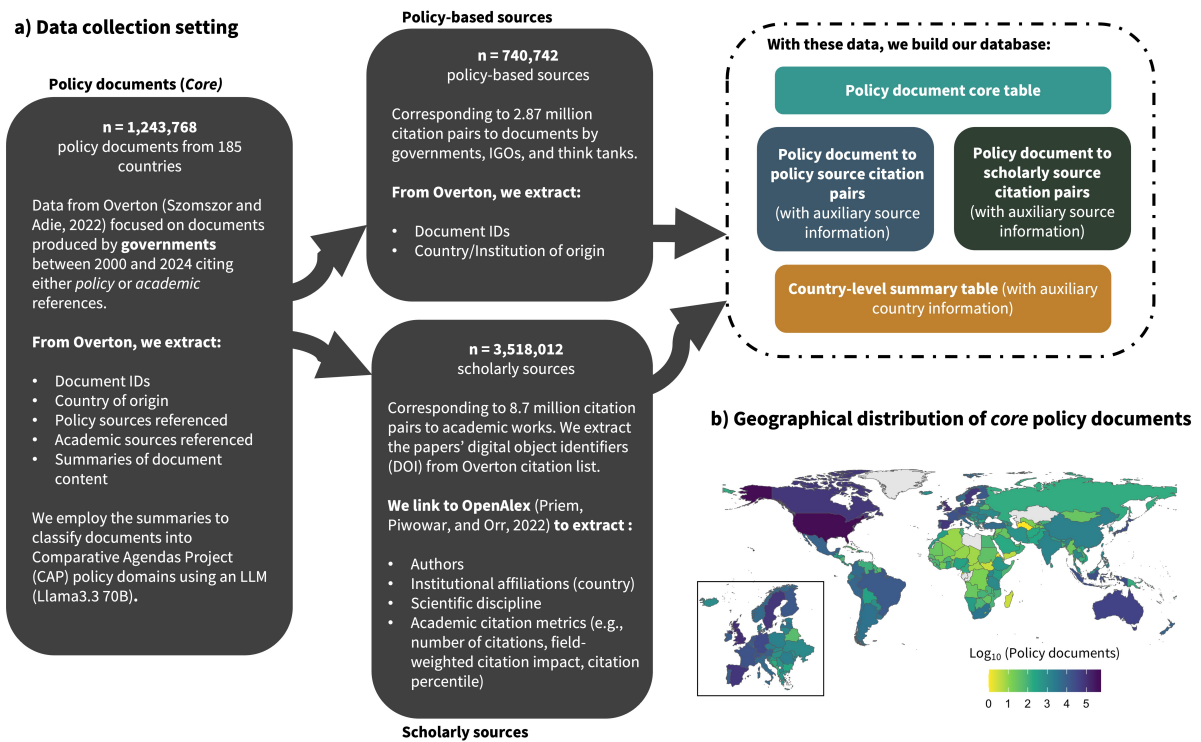 a) Data collection setting
Policy documents (Core)
n = 1,243,768
policy documents from 185
countries
Data from Overton (Szomszor and
Adie, 2022) focused on documents
produced by governments
between 2000 and 2024 citing
either policy or academic
references.
From Overton, we extract:
• Document IDs
• Country of origin
• Policy sources referenced
• Academic sources referenced
• Summaries of document
content
We employ the summaries to
classify documents into
Comparative Agendas Project
(CAP) policy domains using an LLM
(Llama3.3 70B).
Policy-based sources
n = 740,742
policy-based sources
Corresponding to 2.87 million
citation pairs to documents by
governments, IGOs, and think tanks.
From Overton, we extract:
• Document IDs
• Country/Institution of origin
n = 3,518,012
scholarly sources
Corresponding to 8.7 million citation
pairs to academic works. We extract
the papers’ digital object identifiers
(DOI) from Overton citation list.
We link to OpenAlex (Priem,
Piwowar, and Orr, 2022) to extract :
• Authors
• Institutional affiliations (country)
• Scientific discipline
• Academic citation metrics (e.g.,
number of citations, field-
weighted citation impact, citation
percentile)
Scholarly sources
With these data, we build our database:
Policy document core table
Policy document to
policy source citation
pairs
(with auxiliary source
information)
Policy document to
scholarly source
citation pairs
(with auxiliary source
information)
Country-level summary table (with auxiliary
country information)
b) Geographical distribution of core policy documents
Log₁₀ (Policy documents)
0 1 2 3 4 5